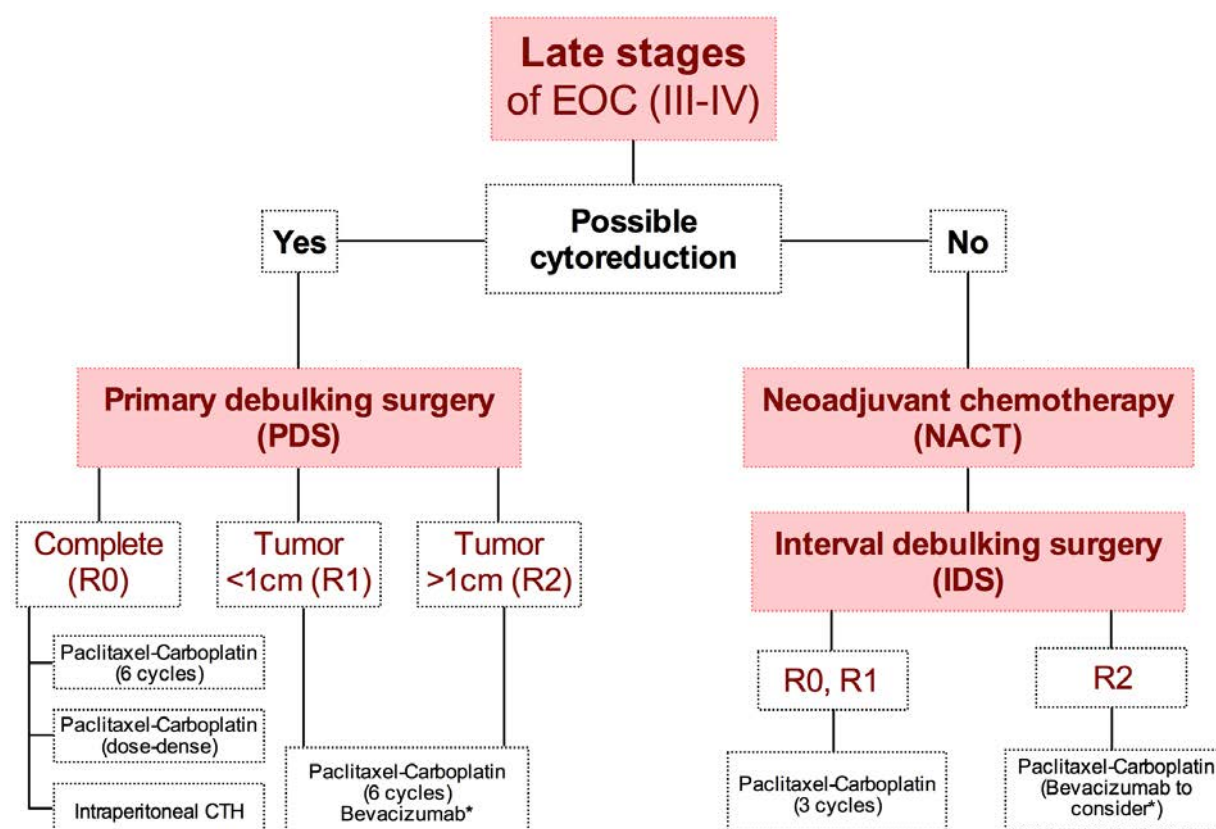 Late stages
of EOC (III-IV)
Possible
cytoreduction
Yes
No
Primary debulking surgery
(PDS)
Neoadjuvant chemotherapy
(NACT)
Complete
(R0)
Tumor
<1cm (R1)
Tumor
>1cm (R2)
Interval debulking surgery
(IDS)
Paclitaxel-Carboplatin
(6 cycles)
Paclitaxel-Carboplatin
(dose-dense)
Intraperitoneal CTH
Paclitaxel-Carboplatin
(6 cycles)
Bevacizumab*
R0, R1
R2
Paclitaxel-Carboplatin
(3 cycles)
Paclitaxel-Carboplatin
(Bevacizumab to
consider*)